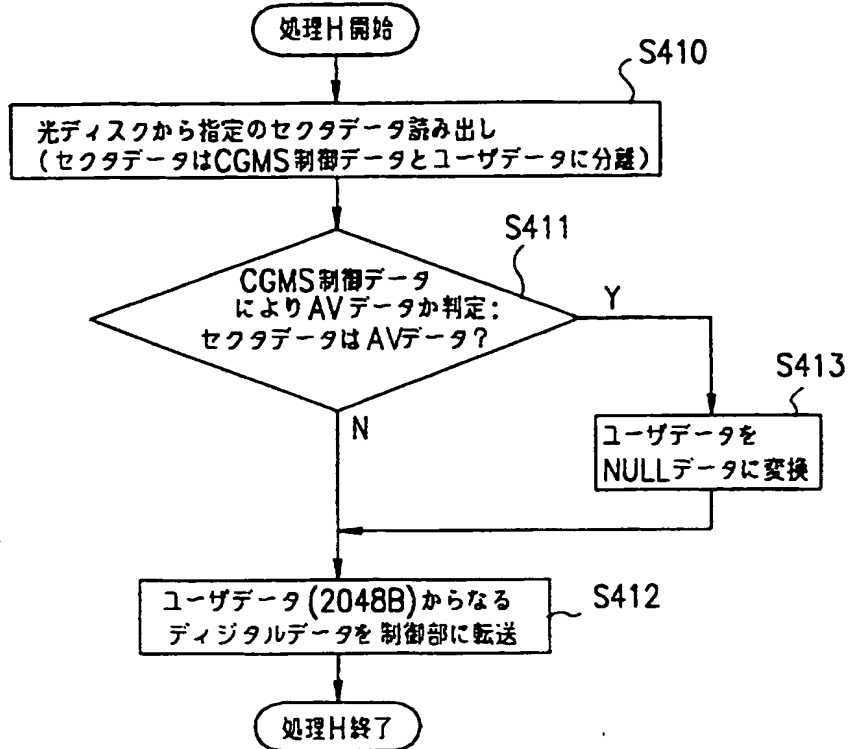 処理H開始
S410
光ディスクから指定のセクタデータ読み出し
(セクタデータはCGMS制御データとユーザデータに分離)
S411
CGMS制御データ
によりAVデータか判定:
セクタデータはAVデータ?
Y
S413
N
ユーザデータを
NULLデータに変換
ユーザデータ(2048B)からなる
ディジタルデータを制御部に転送
S412
処理H終了